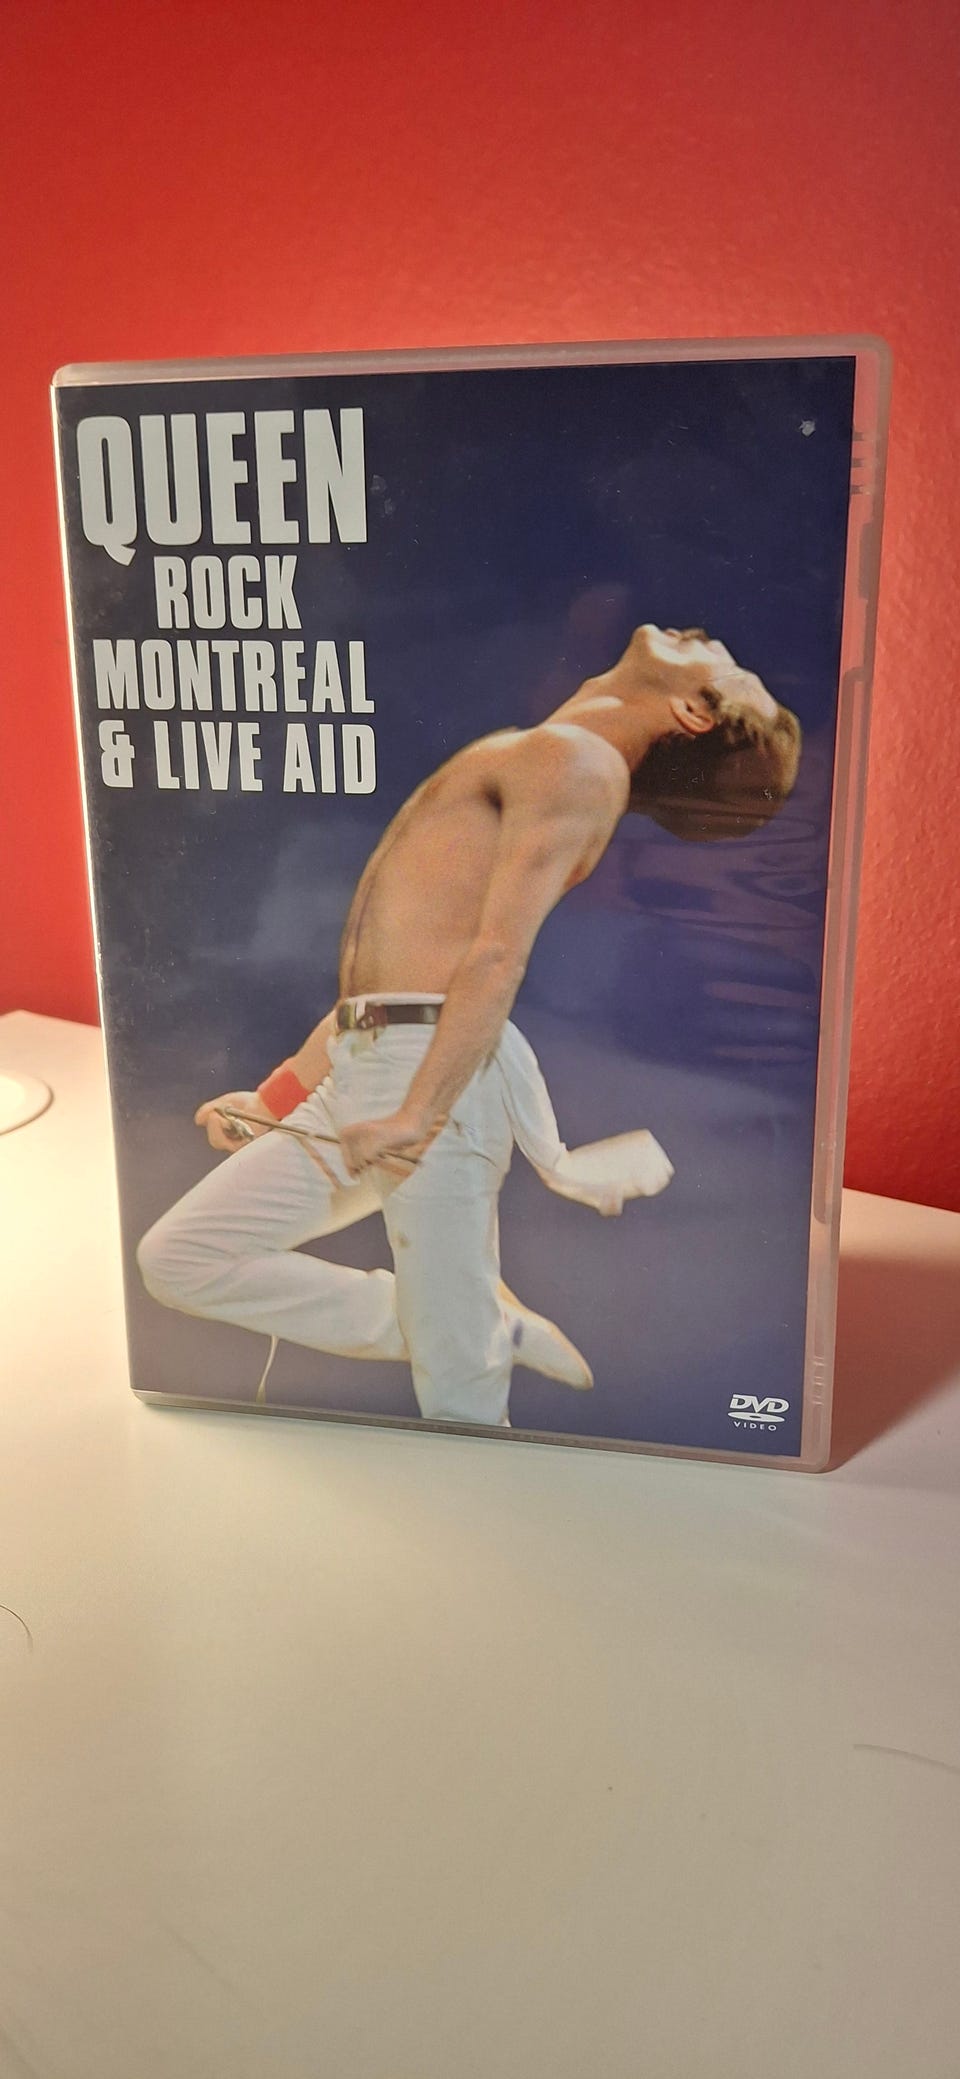 QUEEN
ROCK
MONTREAL
& LIVE AID
DVD
VIDEO